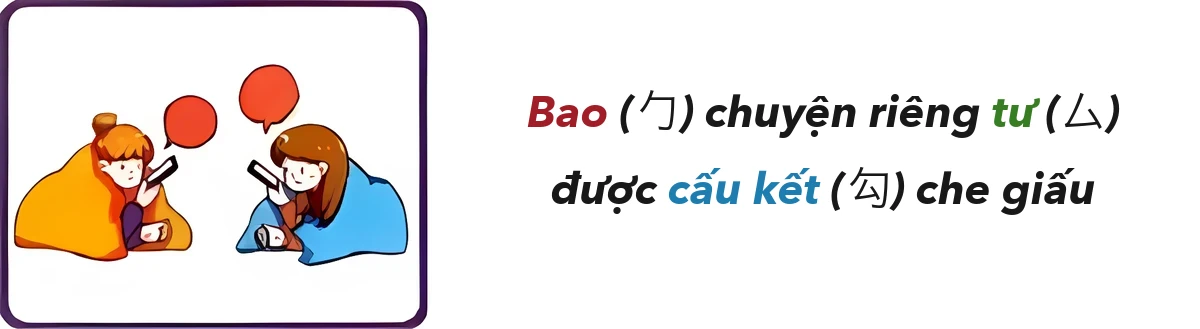 Bao (勹) chuyện riêng tư (厶)
được cấu kết (勾) che giấu